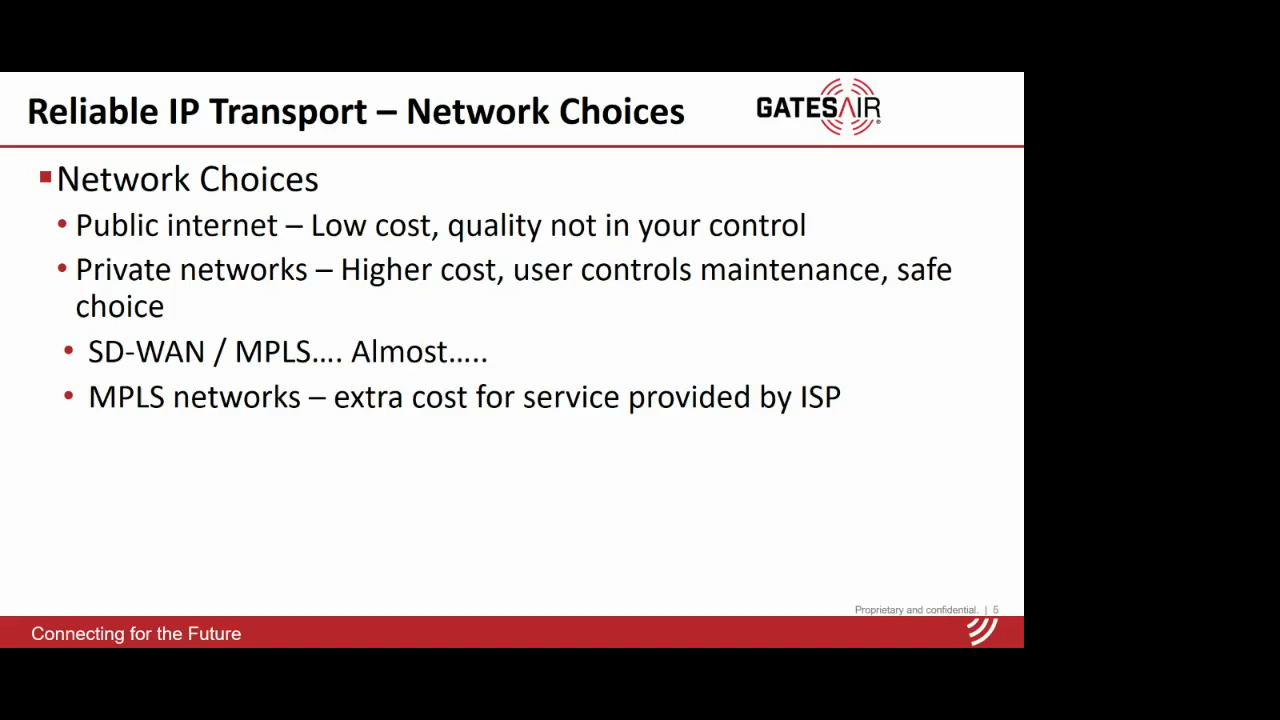 Reliable IP Transport – Network Choices
GATESAIR®
▪Network Choices
• Public internet – Low cost, quality not in your control
• Private networks – Higher cost, user controls maintenance, safe
choice
• SD-WAN / MPLS…. Almost…..
• MPLS networks – extra cost for service provided by ISP
Proprietary and confidential. | 5
Connecting for the Future